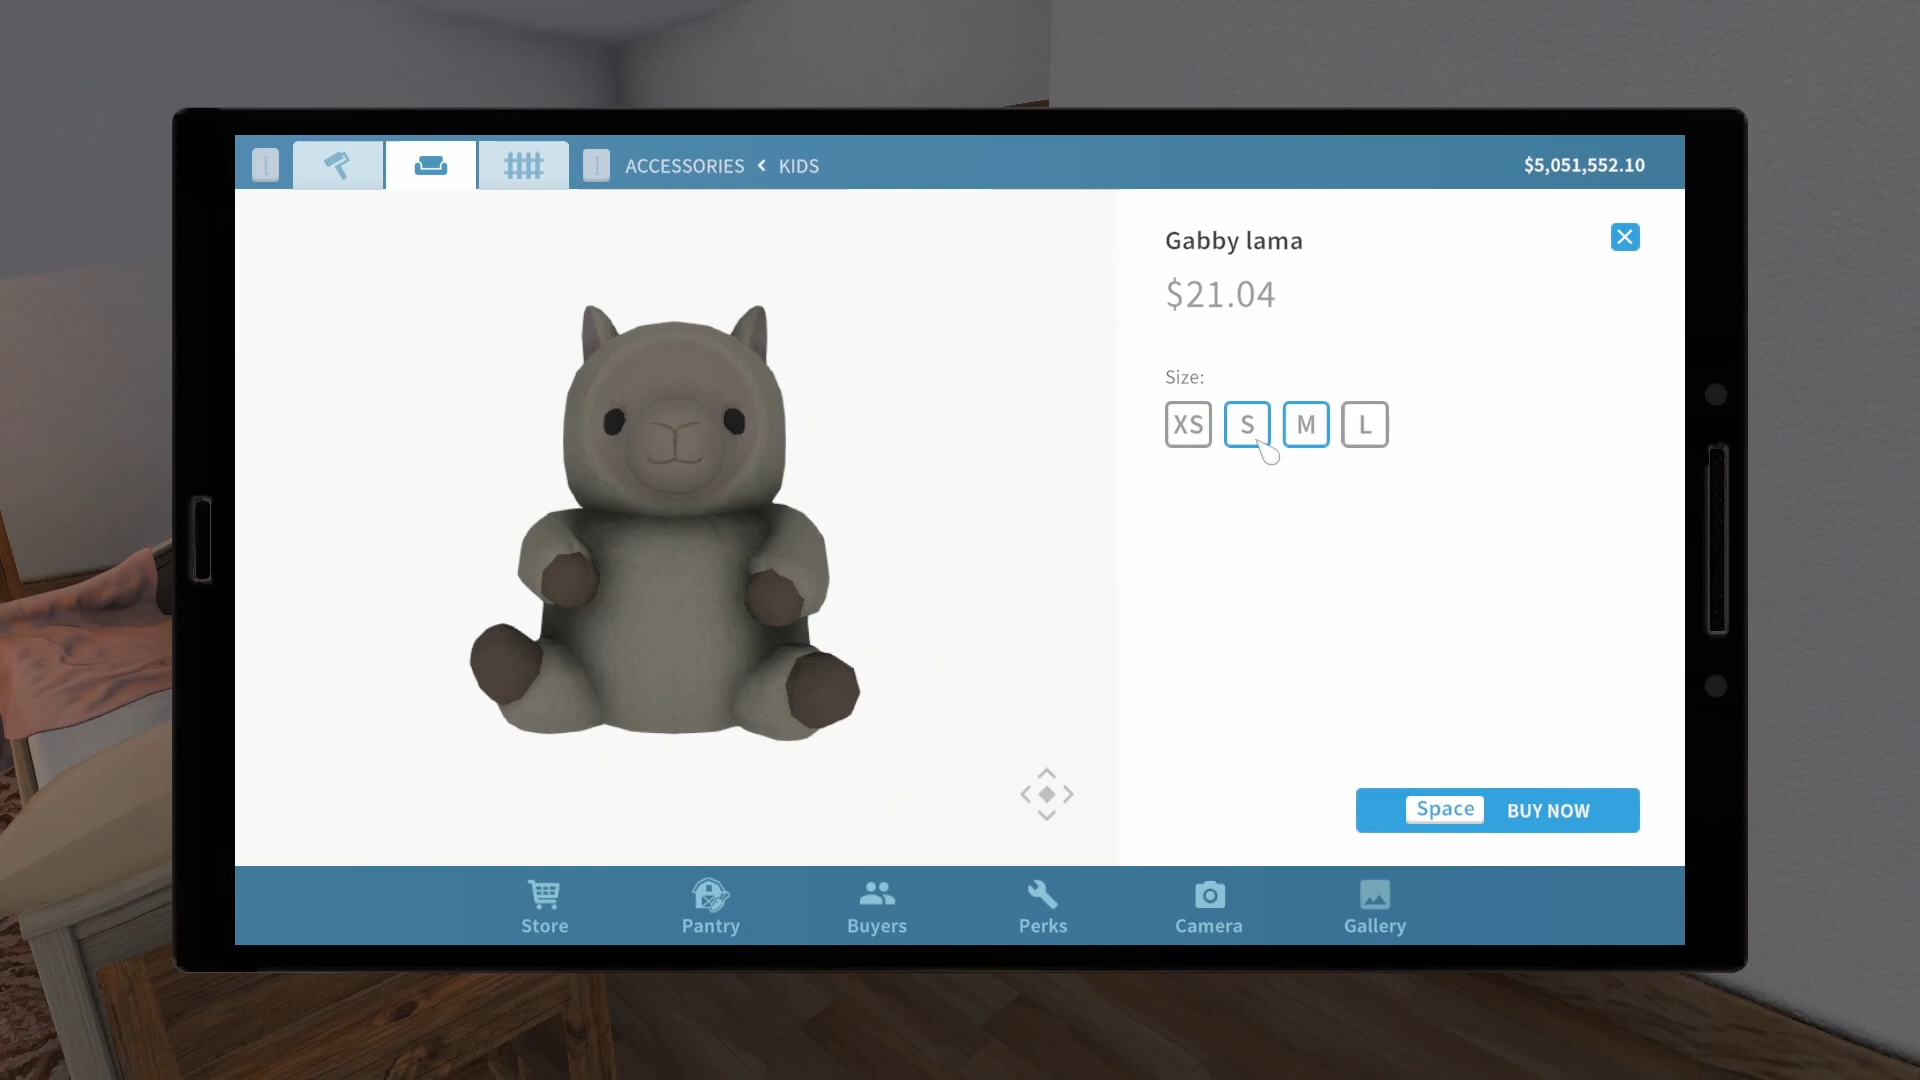 [
]
ACCESSORIES < KIDS
$5,051,552.10
Gabby lama
$21.04
Size:
XS S M L
Space BUY NOW
Store Pantry Buyers Perks Camera Gallery